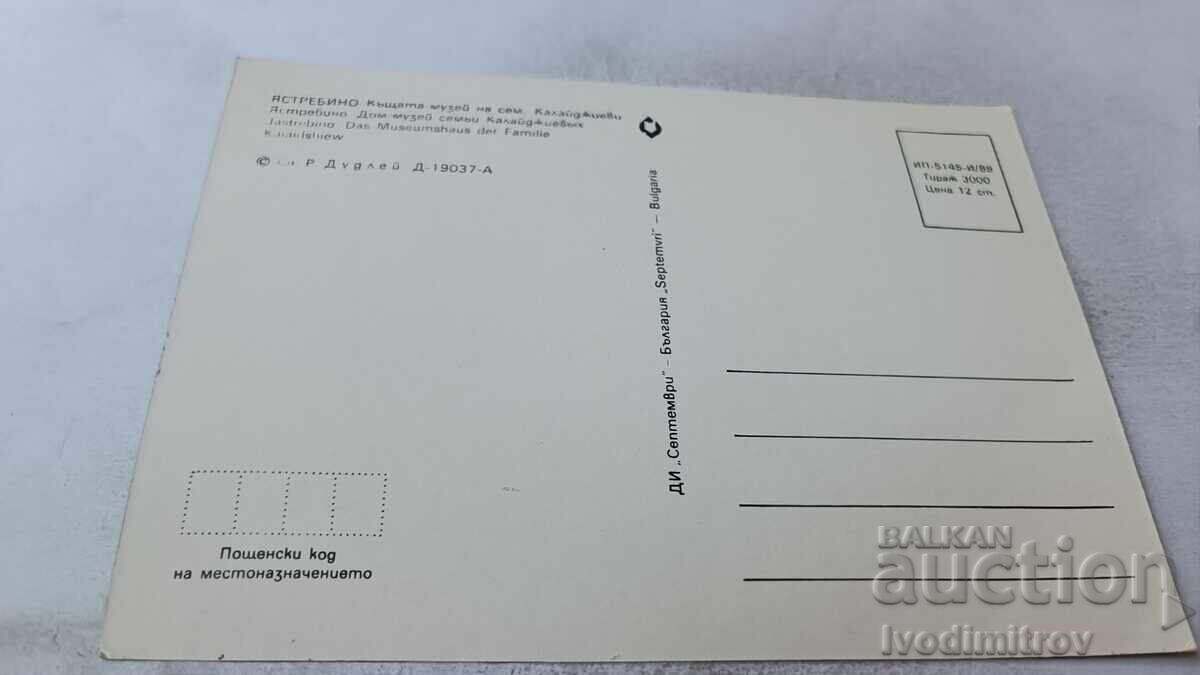 ЯСТРЕБИНО Къщата музей на сем. Калайджиеви
Ястребино Дом-музей семьи Калайджиевых
Jastrebino Das Museumshaus der Familie
© Р Дудлей Д-19037-А
ДИ „Септември" – България „Septemvri" – Bulgaria
ИП-5145-И/89
Тираж 3000
Цена 12 ст.
Пощенски код
на местоназначението
BALKAN
auction
Ivodimitrov